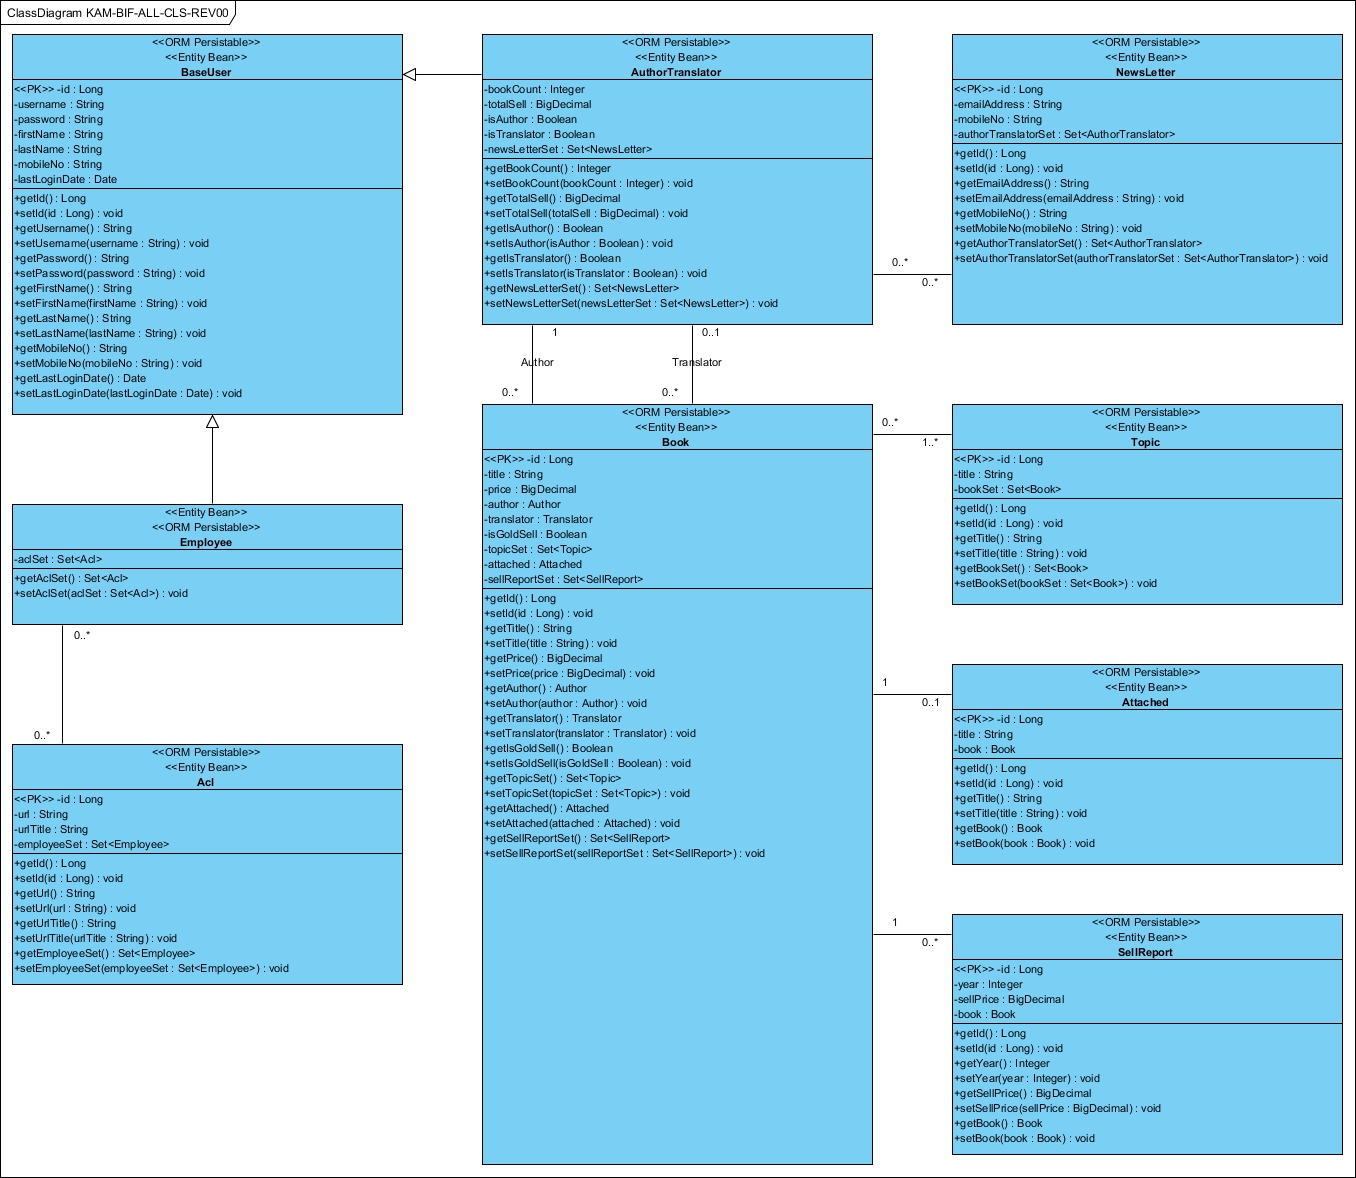 ClassDiagram KAM-BIF-ALL-CLS-REV00
<<ORM Persistable>>
<<Entity Bean>>
BaseUser
<<PK>> -id : Long
-username : String
-password : String
-firstName : String
-lastName : String
-mobileNo : String
-lastLoginDate : Date
+getId() : Long
+setId(id : Long) : void
+getUsername() : String
+setUsername(username : String) : void
+getPassword() : String
+setPassword(password : String) : void
+getFirstName() : String
+setFirstName(firstName : String) : void
+getLastName() : String
+setLastName(lastName : String) : void
+getMobileNo() : String
+setMobileNo(mobileNo : String) : void
+getLastLoginDate() : Date
+setLastLoginDate(lastLoginDate : Date) : void
<<Entity Bean>>
<<ORM Persistable>>
Employee
-aclSet : Set<Acl>
+getAclSet() : Set<Acl>
+setAclSet(aclSet : Set<Acl>) : void
0..*
0..*
<<ORM Persistable>>
<<Entity Bean>>
Acl
<<PK>> -id : Long
-url : String
-urlTitle : String
-employeeSet : Set<Employee>
+getId() : Long
+setId(id : Long) : void
+getUrl() : String
+setUrl(url : String) : void
+getUrlTitle() : String
+setUrlTitle(urlTitle : String) : void
+getEmployeeSet() : Set<Employee>
+setEmployeeSet(employeeSet : Set<Employee>) : void
<<ORM Persistable>>
<<Entity Bean>>
AuthorTranslator
-bookCount : Integer
-totalSell : BigDecimal
-isAuthor : Boolean
-isTranslator : Boolean
-newsLetterSet : Set<NewsLetter>
+getBookCount() : Integer
+setBookCount(bookCount : Integer) : void
+getTotalSell() : BigDecimal
+setTotalSell(totalSell : BigDecimal) : void
+getIsAuthor() : Boolean
+setIsAuthor(isAuthor : Boolean) : void
+getIsTranslator() : Boolean
+setIsTranslator(isTranslator : Boolean) : void
+getNewsLetterSet() : Set<NewsLetter>
+setNewsLetterSet(newsLetterSet : Set<NewsLetter>) : void
1
0..1
Author
Translator
0..*
0..*
<<ORM Persistable>>
<<Entity Bean>>
Book
<<PK>> -id : Long
-title : String
-price : BigDecimal
-author : Author
-translator : Translator
-isGoldSell : Boolean
-topicSet : Set<Topic>
-attached : Attached
-sellReportSet : Set<SellReport>
+getId() : Long
+setId(id : Long) : void
+getTitle() : String
+setTitle(title : String) : void
+getPrice() : BigDecimal
+setPrice(price : BigDecimal) : void
+getAuthor() : Author
+setAuthor(author : Author) : void
+getTranslator() : Translator
+setTranslator(translator : Translator) : void
+getIsGoldSell() : Boolean
+setIsGoldSell(isGoldSell : Boolean) : void
+getTopicSet() : Set<Topic>
+setTopicSet(topicSet : Set<Topic>) : void
+getAttached() : Attached
+setAttached(attached : Attached) : void
+getSellReportSet() : Set<SellReport>
+setSellReportSet(sellReportSet : Set<SellReport>) : void
0..*
0..*
0..*
1..*
1
0..1
1
0..*
<<ORM Persistable>>
<<Entity Bean>>
NewsLetter
<<PK>> -id : Long
-emailAddress : String
-mobileNo : String
-authorTranslatorSet : Set<AuthorTranslator>
+getId() : Long
+setId(id : Long) : void
+getEmailAddress() : String
+setEmailAddress(emailAddress : String) : void
+getMobileNo() : String
+setMobileNo(mobileNo : String) : void
+getAuthorTranslatorSet() : Set<AuthorTranslator>
+setAuthorTranslatorSet(authorTranslatorSet : Set<AuthorTranslator>) : void
<<ORM Persistable>>
<<Entity Bean>>
Topic
<<PK>> -id : Long
-title : String
-bookSet : Set<Book>
+getId() : Long
+setId(id : Long) : void
+getTitle() : String
+setTitle(title : String) : void
+getBookSet() : Set<Book>
+setBookSet(bookSet : Set<Book>) : void
<<ORM Persistable>>
<<Entity Bean>>
Attached
<<PK>> -id : Long
-title : String
-book : Book
+getId() : Long
+setId(id : Long) : void
+getTitle() : String
+setTitle(title : String) : void
+getBook() : Book
+setBook(book : Book) : void
<<ORM Persistable>>
<<Entity Bean>>
SellReport
<<PK>> -id : Long
-year : Integer
-sellPrice : BigDecimal
-book : Book
+getId() : Long
+setId(id : Long) : void
+getYear() : Integer
+setYear(year : Integer) : void
+getSellPrice() : BigDecimal
+setSellPrice(sellPrice : BigDecimal) : void
+getBook() : Book
+setBook(book : Book) : void